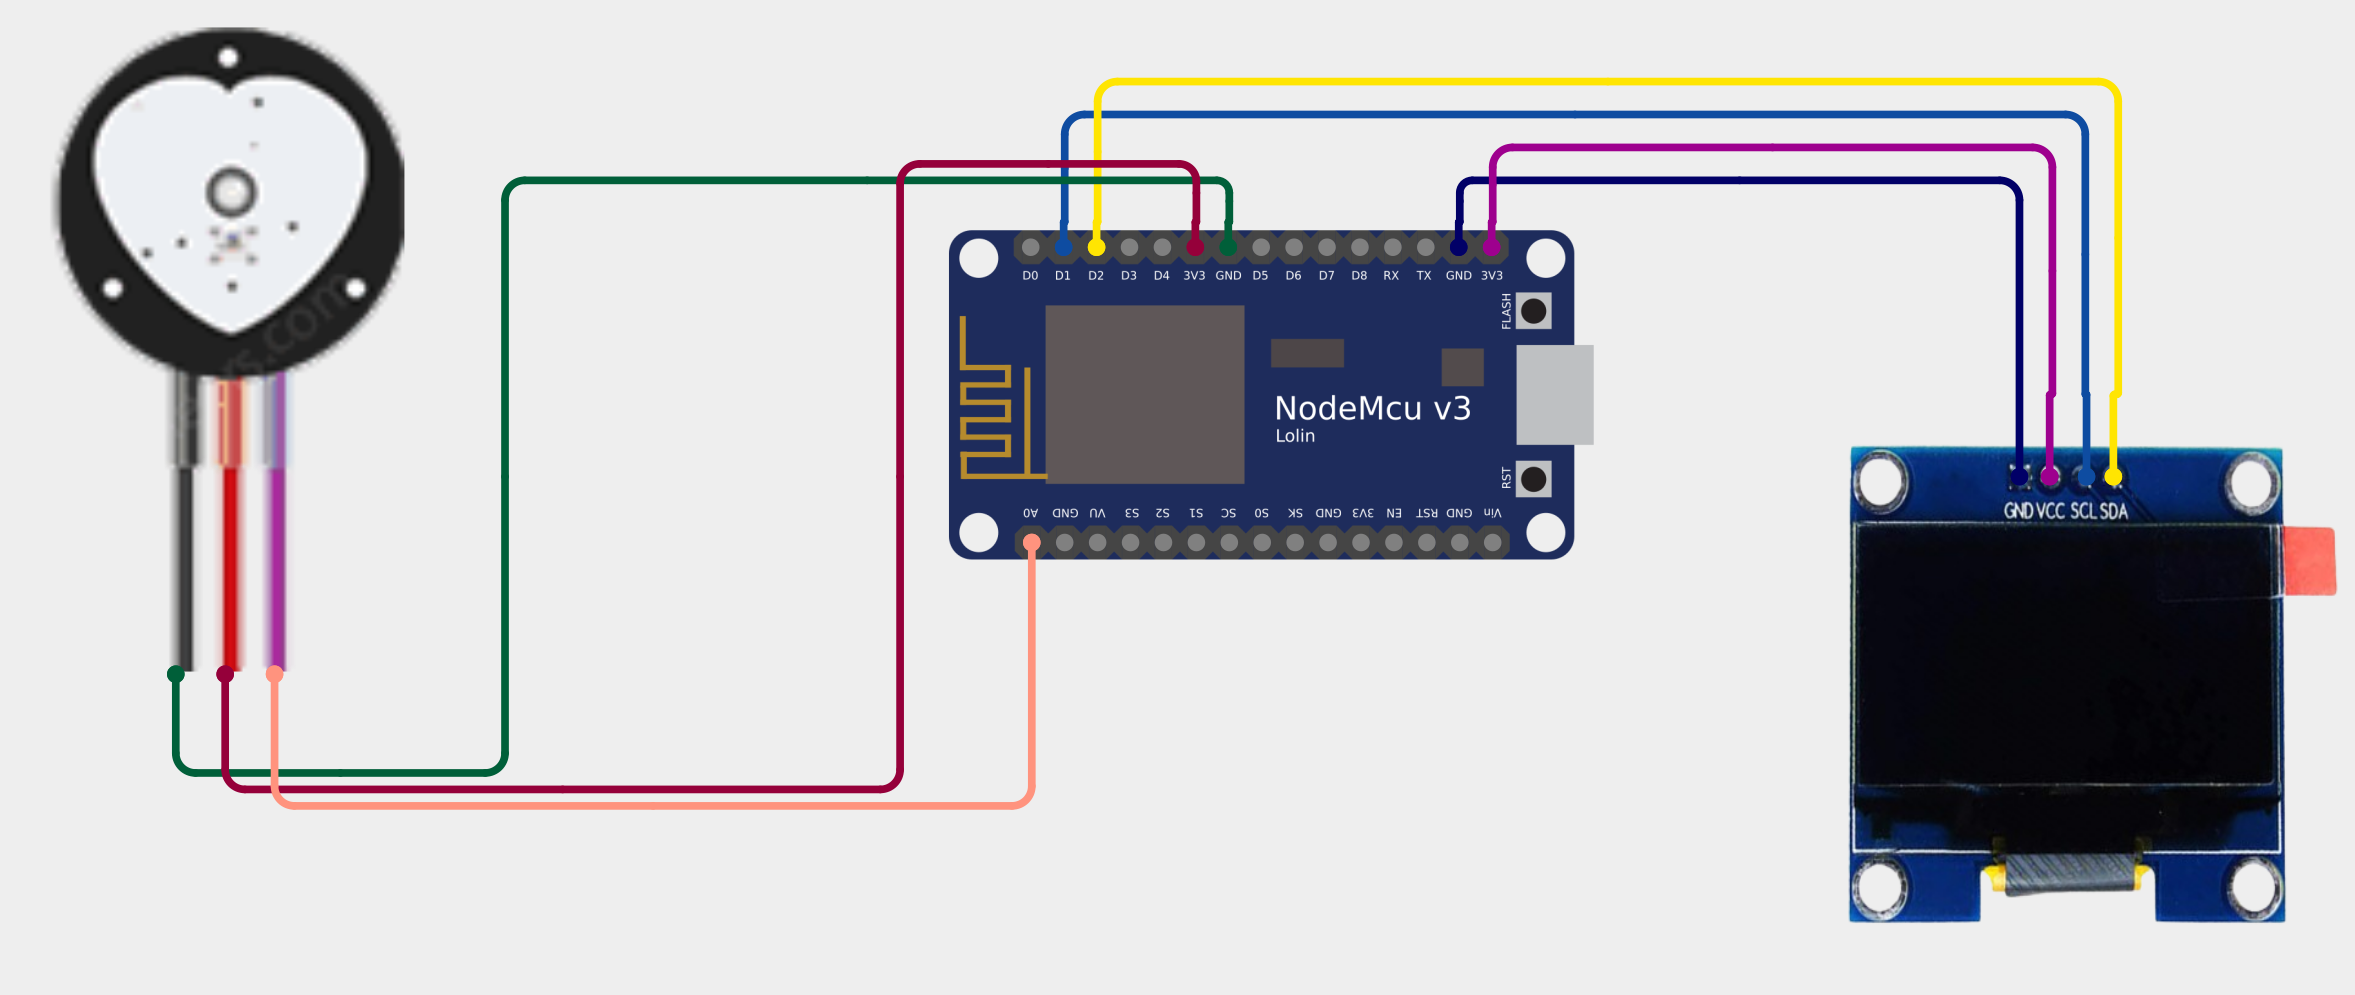 D0 D1 D2 D3 D4 3V3 GND D5 D6 D7 D8 RX TX GND 3V3
FLASH
NodeMcu v3
Lolin
RST
A0 GND VU S3 S2 S1 SC S0 SK GND 3V3 EN RST GND Vin
GND VCC SCL SDA
rs.com